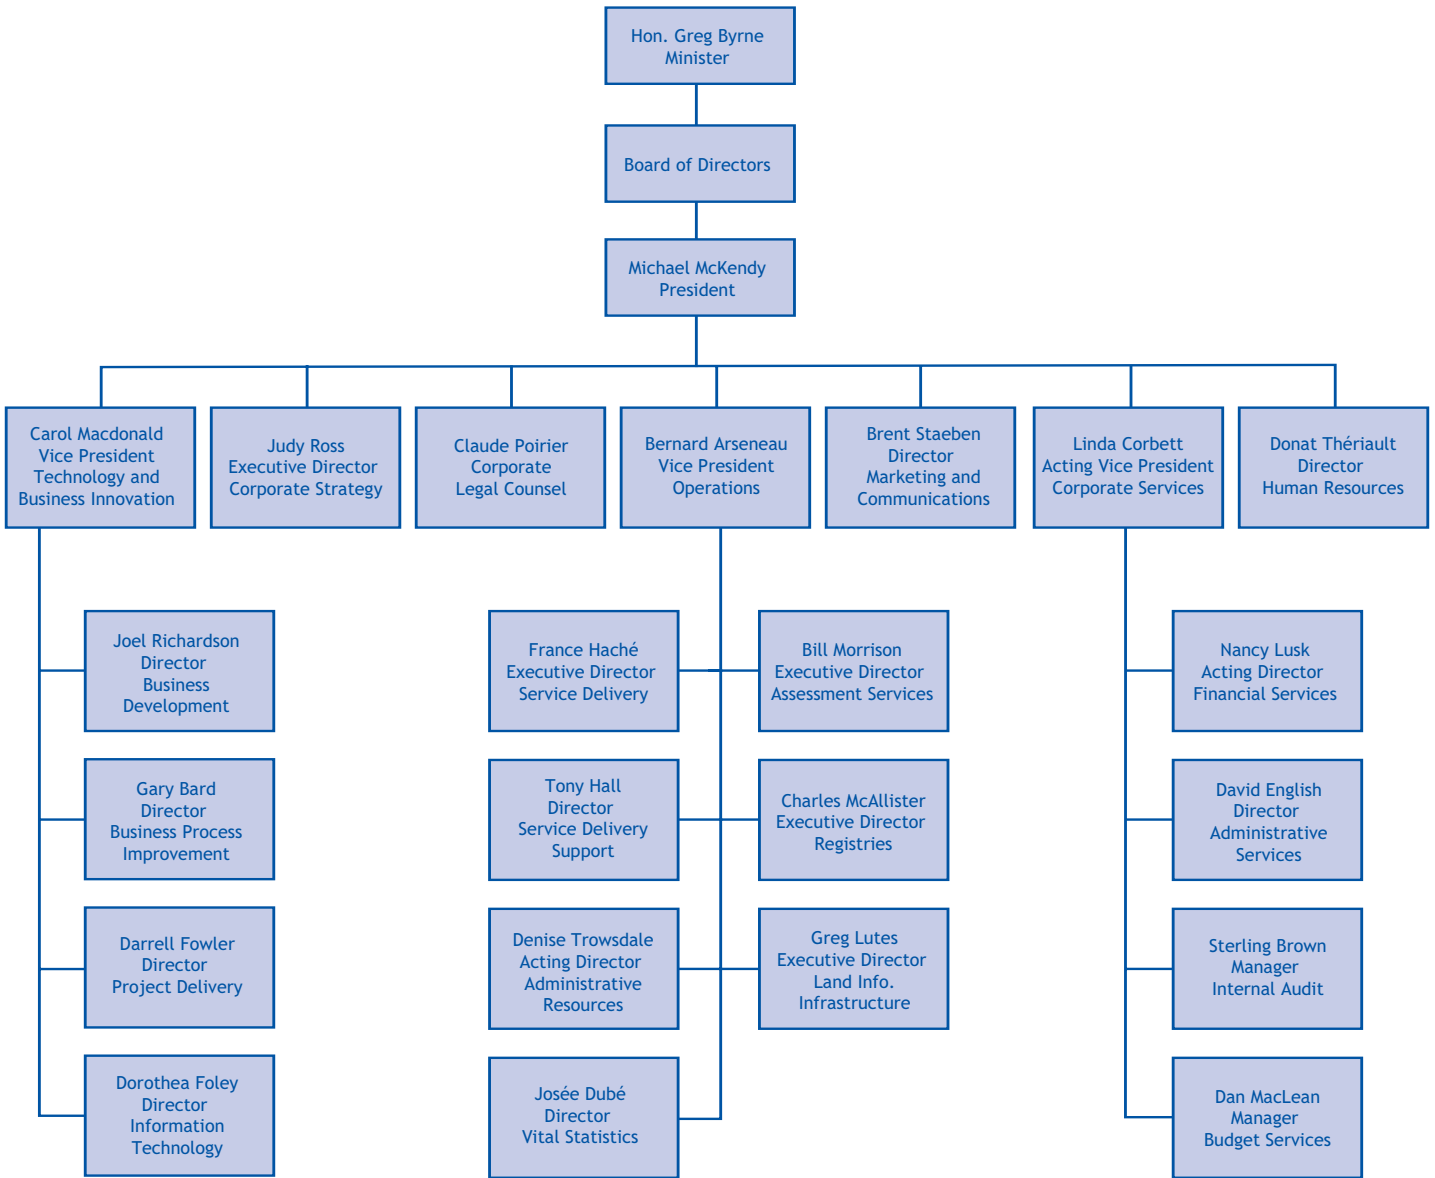 Hon. Greg Byrne
Minister
Board of Directors
Michael McKendy
President
Carol Macdonald
Vice President
Technology and
Business Innovation
Judy Ross
Executive Director
Corporate Strategy
Claude Poirier
Corporate
Legal Counsel
Bernard Arseneau
Vice President
Operations
Brent Staeben
Director
Marketing and
Communications
Linda Corbett
Acting Vice President
Corporate Services
Donat Thériault
Director
Human Resources
Joel Richardson
Director
Business
Development
Gary Bard
Director
Business Process
Improvement
Darrell Fowler
Director
Project Delivery
Dorothea Foley
Director
Information
Technology
France Haché
Executive Director
Service Delivery
Tony Hall
Director
Service Delivery
Support
Denise Trowsdale
Acting Director
Administrative
Resources
Josée Dubé
Director
Vital Statistics
Bill Morrison
Executive Director
Assessment Services
Charles McAllister
Executive Director
Registries
Greg Lutes
Executive Director
Land Info.
Infrastructure
Nancy Lusk
Acting Director
Financial Services
David English
Director
Administrative
Services
Sterling Brown
Manager
Internal Audit
Dan MacLean
Manager
Budget Services